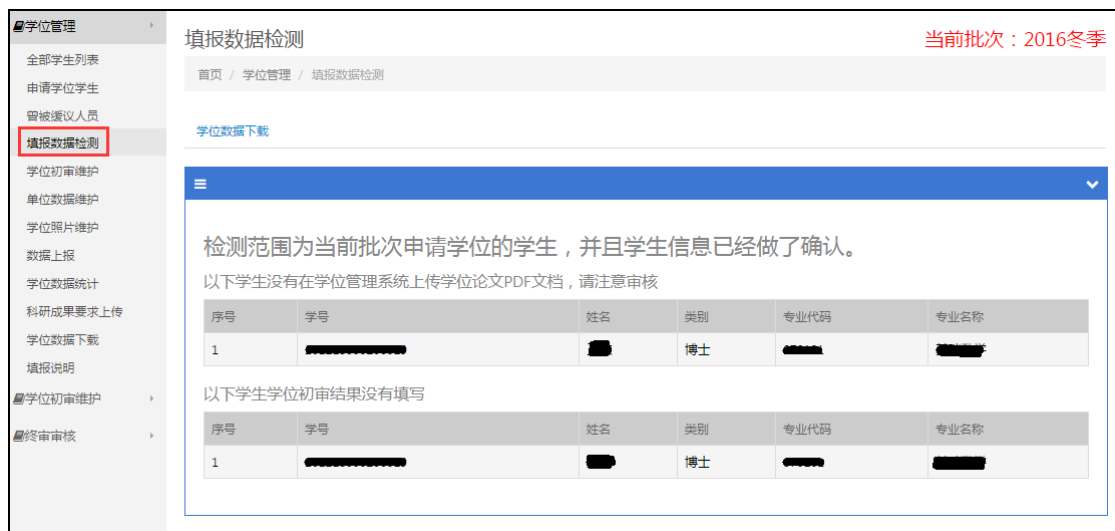 学位管理
全部学生列表
申请学位学生
曾被缓议人员
填报数据检测
学位初审维护
单位数据维护
学位照片维护
数据上报
学位数据统计
科研成果要求上传
学位数据下载
填报说明
学位初审维护
终审审核
填报数据检测
当前批次：2016冬季
首页 / 学位管理 / 填报数据检测
学位数据下载
检测范围为当前批次申请学位的学生，并且学生信息已经做了确认。
以下学生没有在学位管理系统上传学位论文PDF文档，请注意审核
序号 学号 姓名 类别 专业代码 专业名称
1 博士
以下学生学位初审结果没有填写
序号 学号 姓名 类别 专业代码 专业名称
1 博士